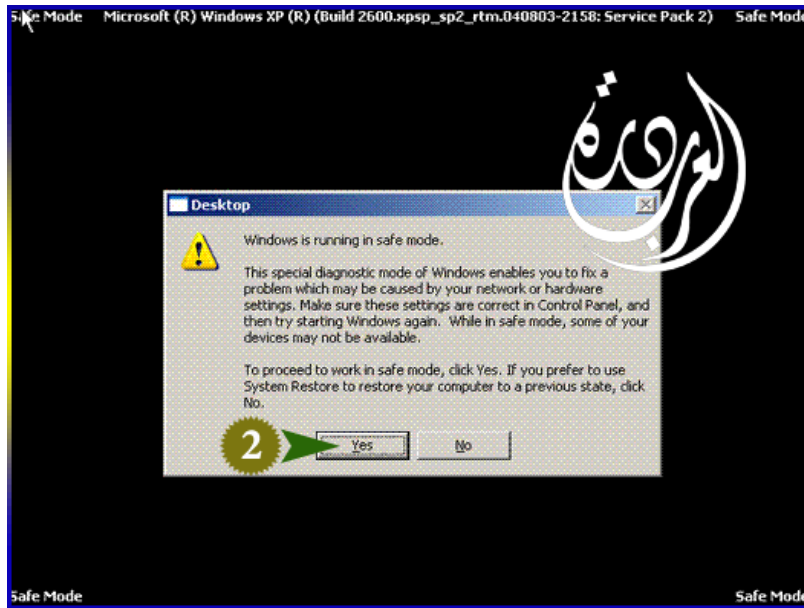 Safe Mode Microsoft (R) Windows XP (R) (Build 2600.xpsp_sp2_rtm.040803-2158: Service Pack 2) Safe Mode
Desktop
Windows is running in safe mode.
This special diagnostic mode of Windows enables you to fix a
problem which may be caused by your network or hardware
settings. Make sure these settings are correct in Control Panel, and
then try starting Windows again. While in safe mode, some of your
devices may not be available.
To proceed to work in safe mode, click Yes. If you prefer to use
System Restore to restore your computer to a previous state, click
No.
2 Yes No
Safe Mode Safe Mode